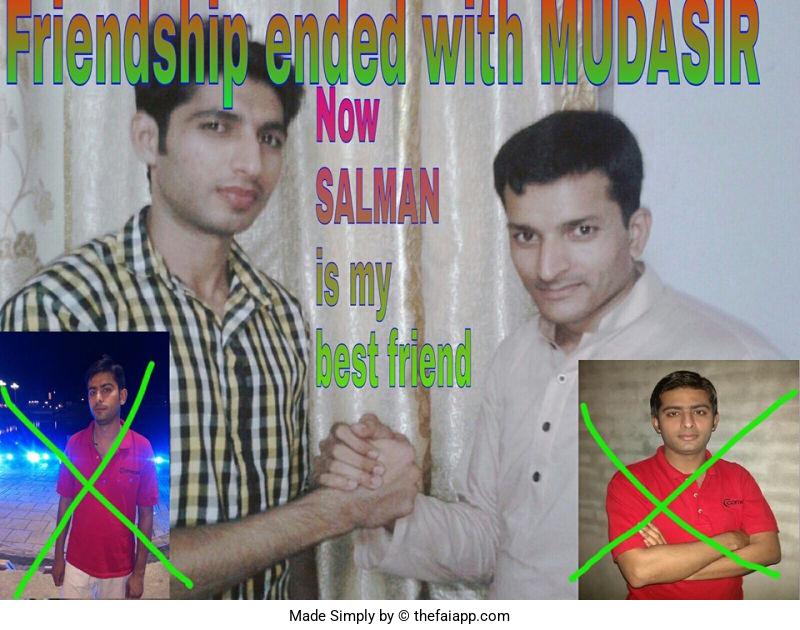 Friendship ended with MUDASIR
Now
SALMAN
is my
best friend
Made Simply by © thefaiapp.com